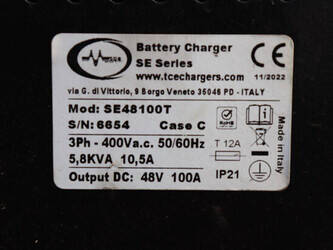 Battery Charger
SE Series
www.tcechargers.com
CE
11/2022
via G. di Vittorio, 9 Borgo Veneto 35046 PD - ITALY
Mod: SE48100T
S/N: 6654 Case C
3Ph - 400Va.c. 50/60Hz
5,8KVA 10,5A
T 12A
Output DC: 48V 100A
IP21
Made in Italy